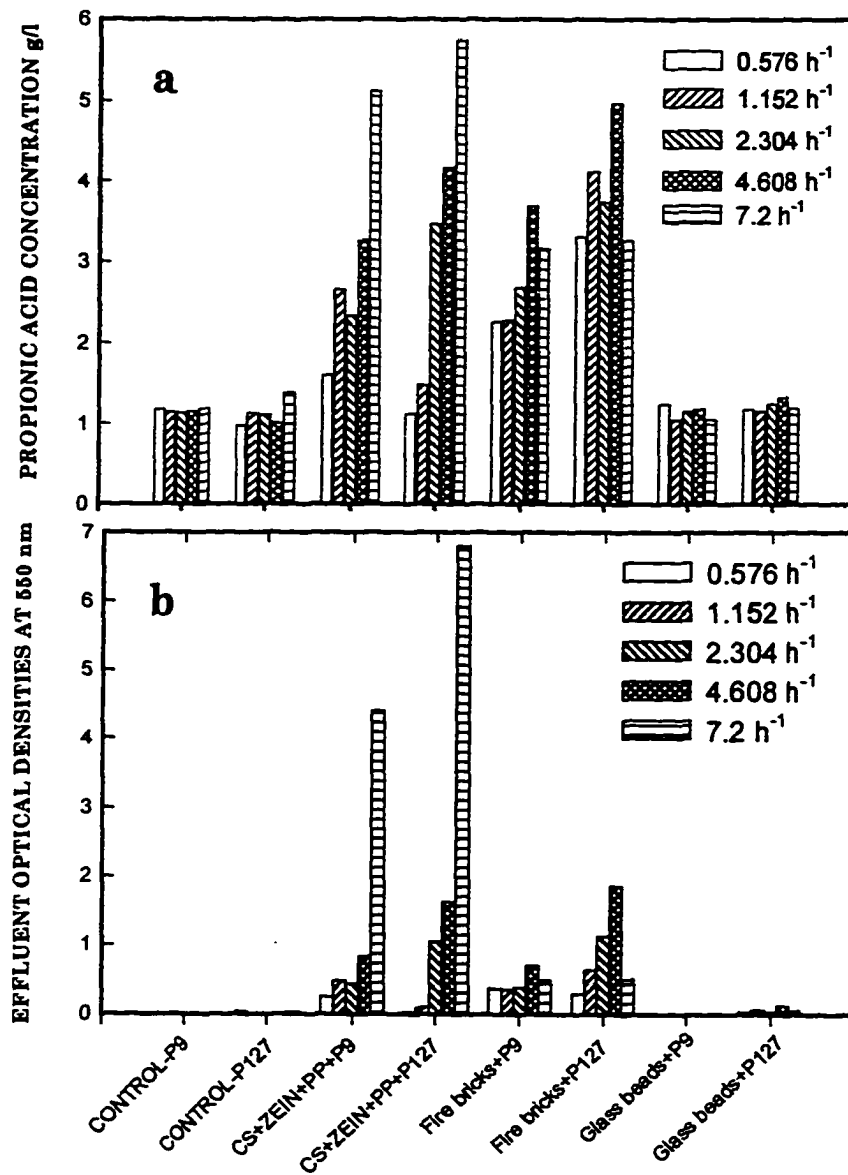 PROPIONIC ACID CONCENTRATION g/l
6
5
4
3
2
1
0
a
0.576 h⁻¹
1.152 h⁻¹
2.304 h⁻¹
4.608 h⁻¹
7.2 h⁻¹
EFFLUENT OPTICAL DENSITIES AT 550 nm
7
6
5
4
3
2
1
0
b
0.576 h⁻¹
1.152 h⁻¹
2.304 h⁻¹
4.608 h⁻¹
7.2 h⁻¹
CONTROL-P9
CONTROL-P127
CS+ZEIN+PP+P9
CS+ZEIN+PP+P127
Fire bricks+P9
Fire bricks+P127
Glass beads+P9
Glass beads+P127